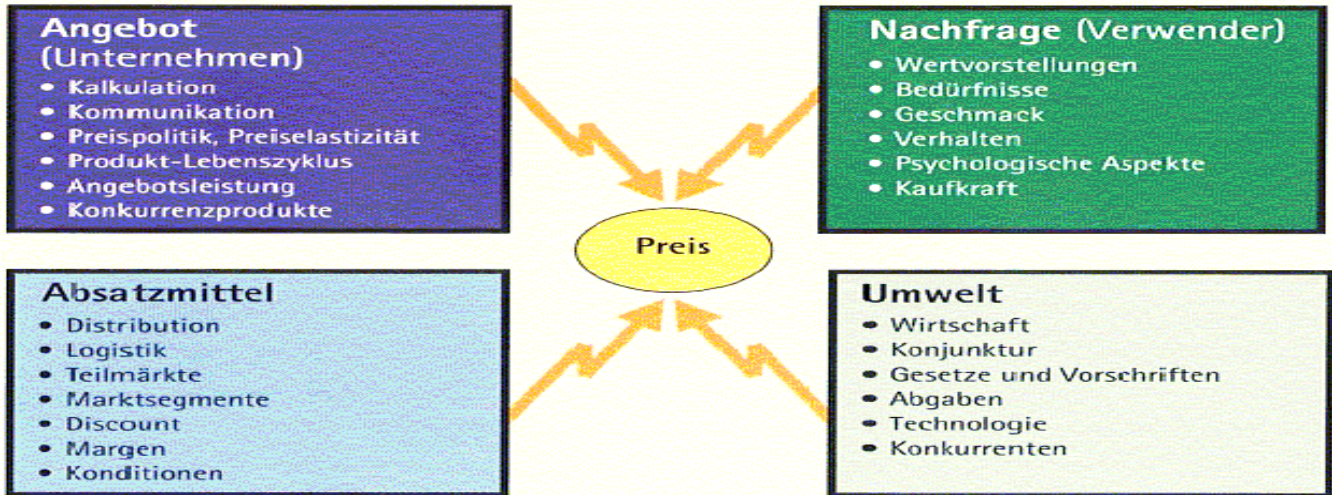 Angebot
(Unternehmen)
• Kalkulation
• Kommunikation
• Preispolitik, Preiselastizität
• Produkt-Lebenszyklus
• Angebotsleistung
• Konkurrenzprodukte
Nachfrage (Verwender)
• Wertvorstellungen
• Bedürfnisse
• Geschmack
• Verhalten
• Psychologische Aspekte
• Kaufkraft
Preis
Absatzmittel
• Distribution
• Logistik
• Teilmärkte
• Marktsegmente
• Discount
• Margen
• Konditionen
Umwelt
• Wirtschaft
• Konjunktur
• Gesetze und Vorschriften
• Abgaben
• Technologie
• Konkurrenten